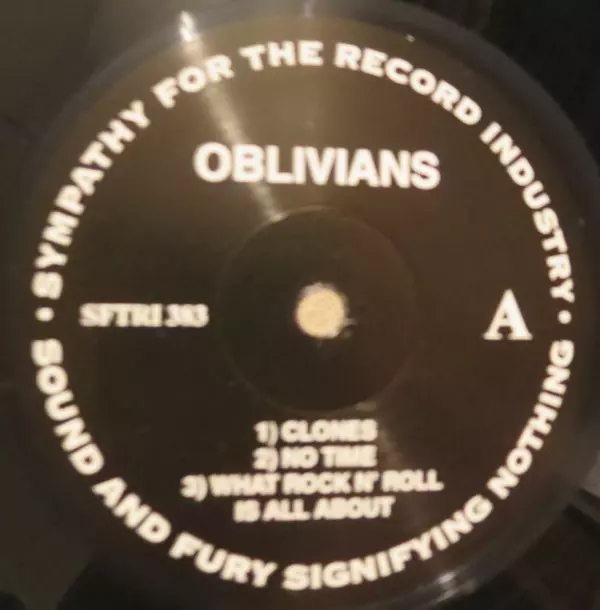 SYMPATHY FOR THE RECORD INDUSTRY •
OBLIVIANS
SFTRI 383
A
1) CLONES
2) NO TIME
3) WHAT ROCK N' ROLL
IS ALL ABOUT
SOUND AND FURY SIGNIFYING NOTHING •